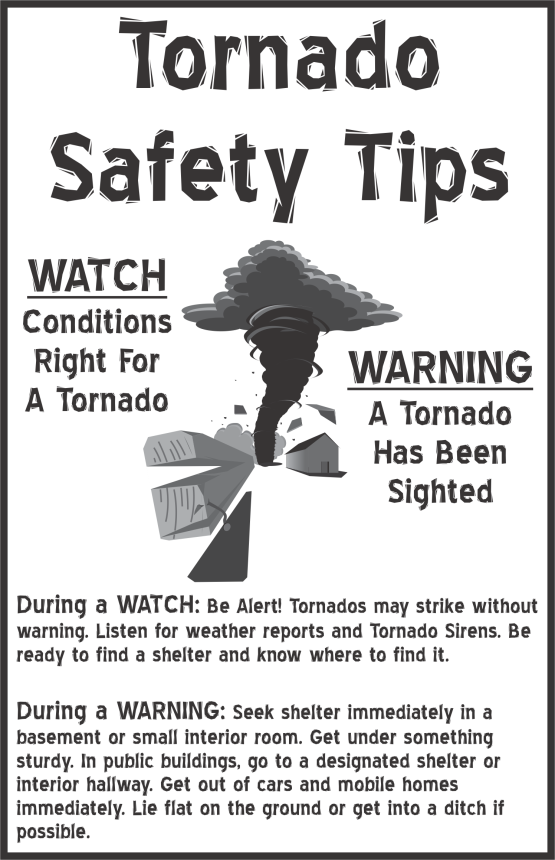 Tornado
Safety Tips
WATCH
Conditions
Right For
A Tornado
WARNING
A Tornado
Has Been
Sighted
During a WATCH: Be Alert! Tornados may strike without
warning. Listen for weather reports and Tornado Sirens. Be
ready to find a shelter and know where to find it.
During a WARNING: Seek shelter immediately in a
basement or small interior room. Get under something
sturdy. In public buildings, go to a designated shelter or
interior hallway. Get out of cars and mobile homes
immediately. Lie flat on the ground or get into a ditch if
possible.